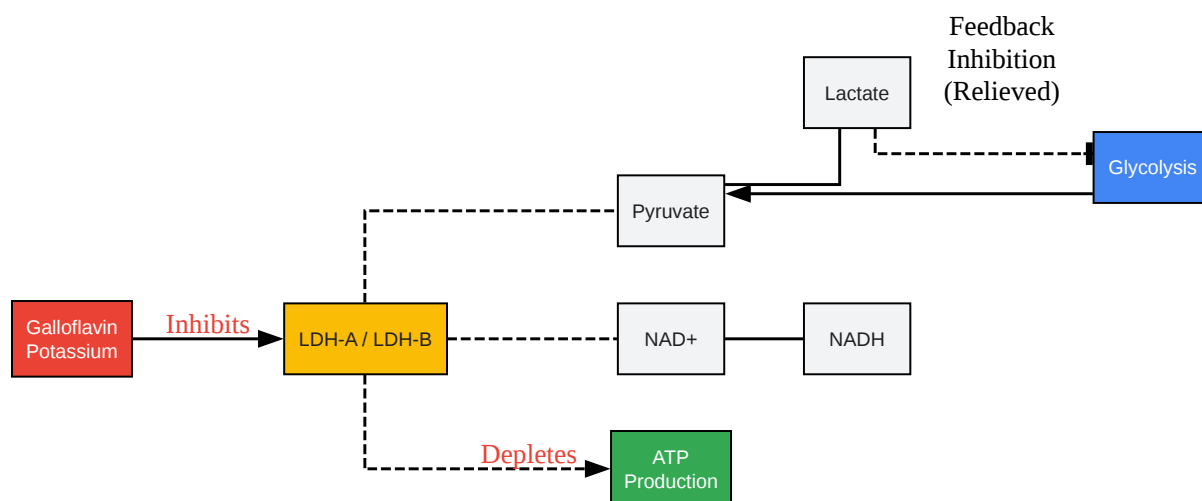 Feedback
Inhibition
(Relieved)
Lactate
Glycolysis
Pyruvate
Galloflavin
Potassium
Inhibits
LDH-A / LDH-B
NAD+
NADH
Depletes
ATP
Production